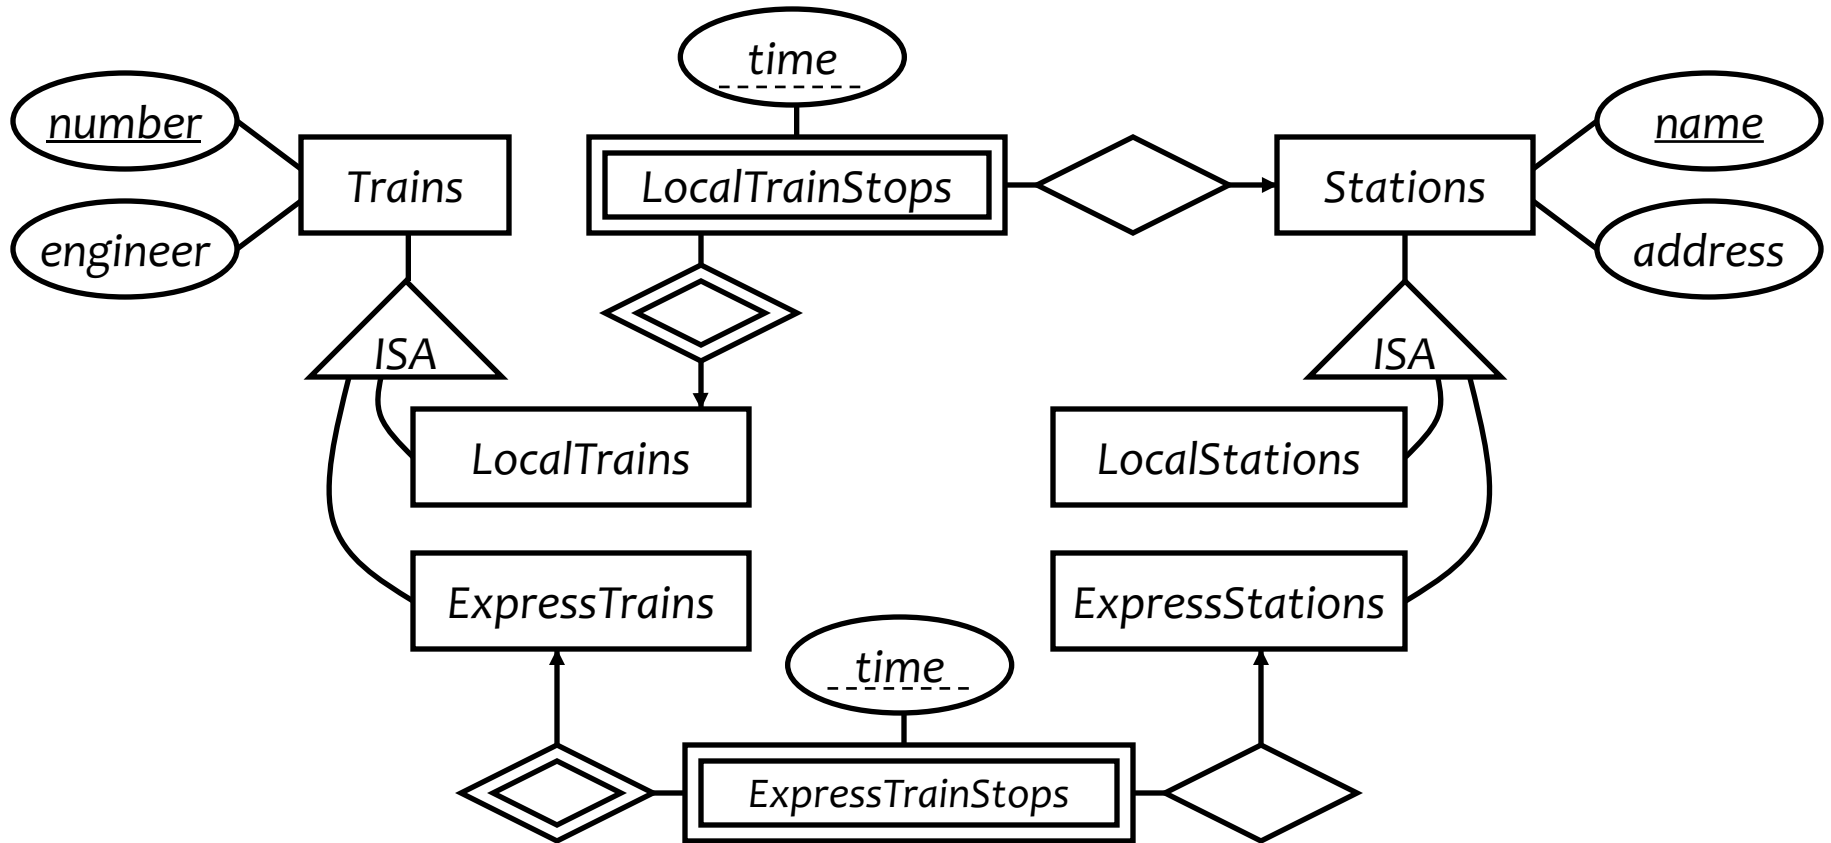 time
number
name
Trains
LocalTrainStops
Stations
engineer
address
ISA
ISA
LocalTrains
LocalStations
ExpressTrains
ExpressStations
time
ExpressTrainStops